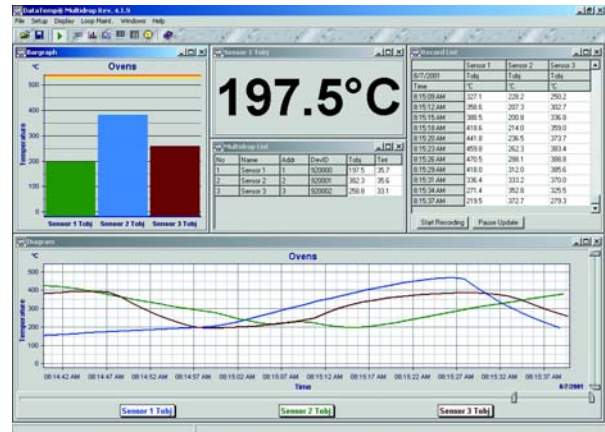 DataTemp® Multidrop Rev. 4.3.9
File Setup Display Loop Maint. Windows Help
Bargraph
°C Ovens
500
400
300
200
100
0
Temperature
Sensor 1 Tobj Sensor 2 Tobj Sensor 3 Tobj
Sensor 1 Tobj
197.5°C
Multidrop List
No Name Addr DevID Tobj Tint
1 Sensor 1 1 920000 197.5 35.7
2 Sensor 2 2 920001 382.3 35.6
3 Sensor 3 3 920002 258.8 33.1
Record List
Sensor 1 Sensor 2 Sensor 3
8/7/2001 Tobj Tobj Tobj
Time °C °C °C
8:15:09 AM 327.1 228.2 250.2
8:15:12 AM 358.6 207.3 302.7
8:15:15 AM 388.5 200.8 336.8
8:15:18 AM 418.6 214.0 359.0
8:15:20 AM 441.8 236.5 373.7
8:15:23 AM 459.8 262.3 383.4
8:15:26 AM 470.5 288.1 388.8
8:15:29 AM 418.0 312.0 385.6
8:15:31 AM 336.4 333.2 370.0
8:15:34 AM 271.4 352.8 325.5
8:15:37 AM 219.5 372.7 279.3
Start Recording Pause Update
Diagram
°C Ovens
500
400
300
200
100
0
Temperature
08:14:42 AM 08:14:47 AM 08:14:52 AM 08:14:57 AM 08:15:02 AM 08:15:07 AM 08:15:12 AM 08:15:17 AM 08:15:22 AM 08:15:27 AM 08:15:32 AM 08:15:37 AM
Time
8/7/2001
Sensor 1 Tobj Sensor 2 Tobj Sensor 3 Tobj